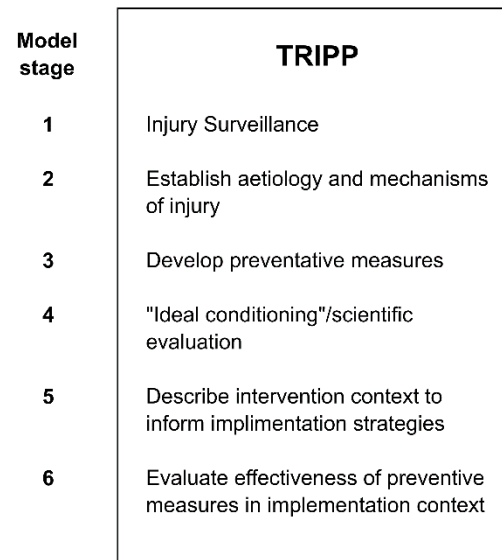 Model
stage
TRIPP
1
Injury Surveillance
2
Establish aetiology and mechanisms
of injury
3
Develop preventative measures
4
"Ideal conditioning"/scientific
evaluation
5
Describe intervention context to
inform implimentation strategies
6
Evaluate effectiveness of preventive
measures in implementation context